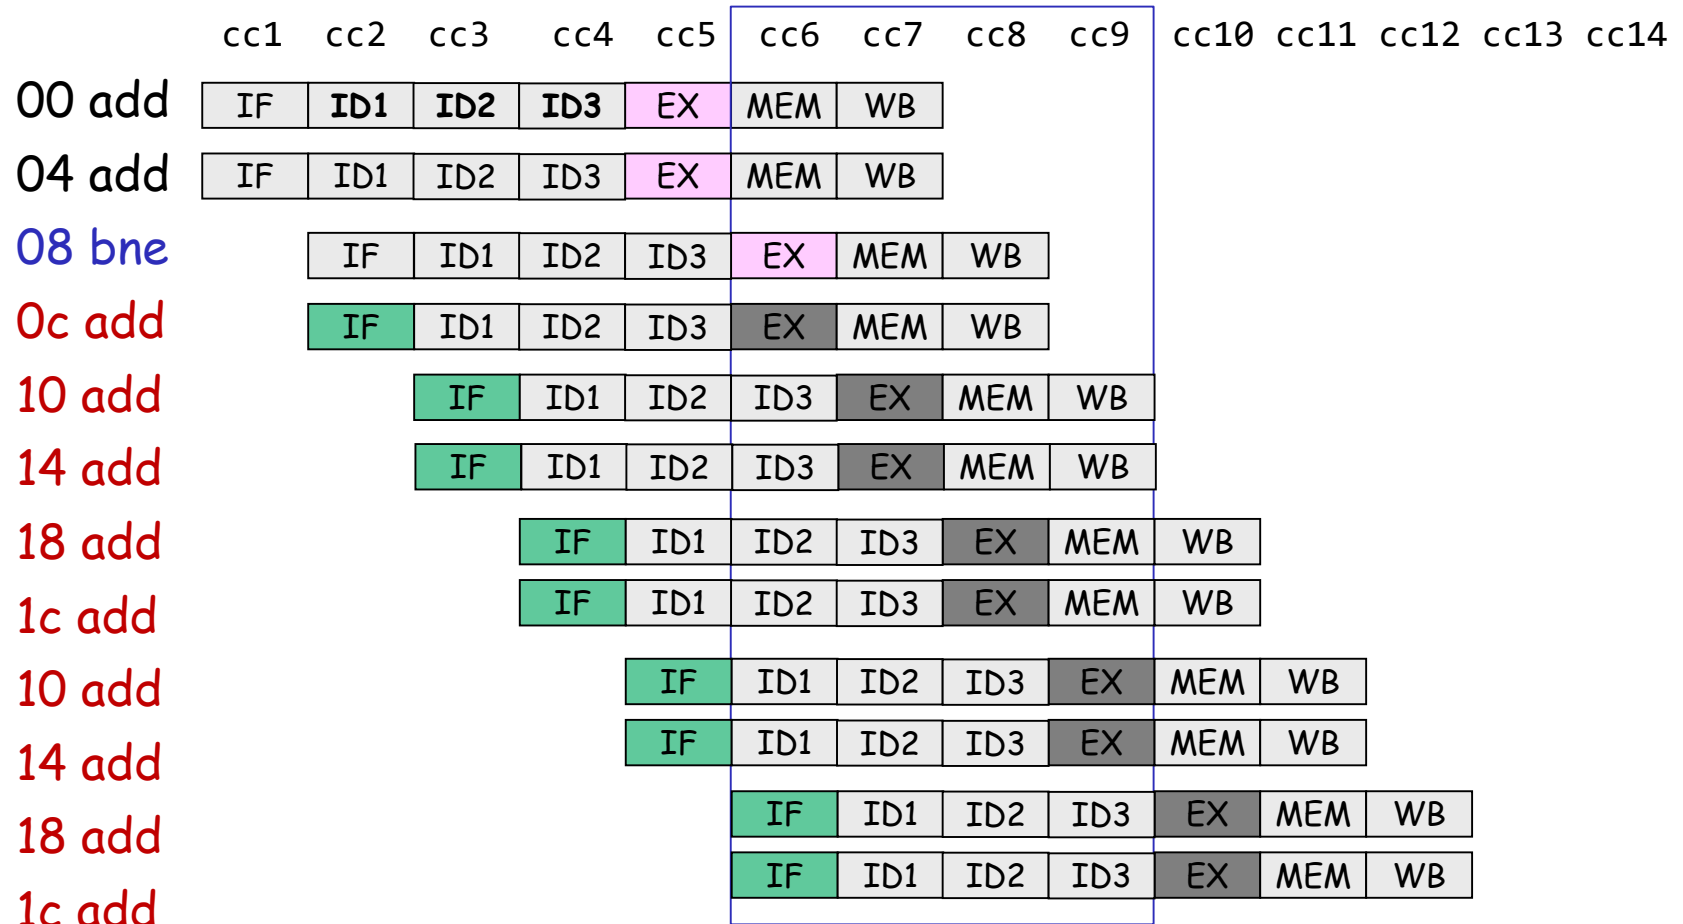 cc1 cc2 cc3 cc4 cc5 cc6 cc7 cc8 cc9 cc10 cc11 cc12 cc13 cc14
00 add IF ID1 ID2 ID3 EX MEM WB
04 add IF ID1 ID2 ID3 EX MEM WB
08 bne IF ID1 ID2 ID3 EX MEM WB
0c add IF ID1 ID2 ID3 EX MEM WB
10 add IF ID1 ID2 ID3 EX MEM WB
14 add IF ID1 ID2 ID3 EX MEM WB
18 add IF ID1 ID2 ID3 EX MEM WB
1c add IF ID1 ID2 ID3 EX MEM WB
10 add IF ID1 ID2 ID3 EX MEM WB
14 add IF ID1 ID2 ID3 EX MEM WB
18 add IF ID1 ID2 ID3 EX MEM WB
1c add IF ID1 ID2 ID3 EX MEM WB